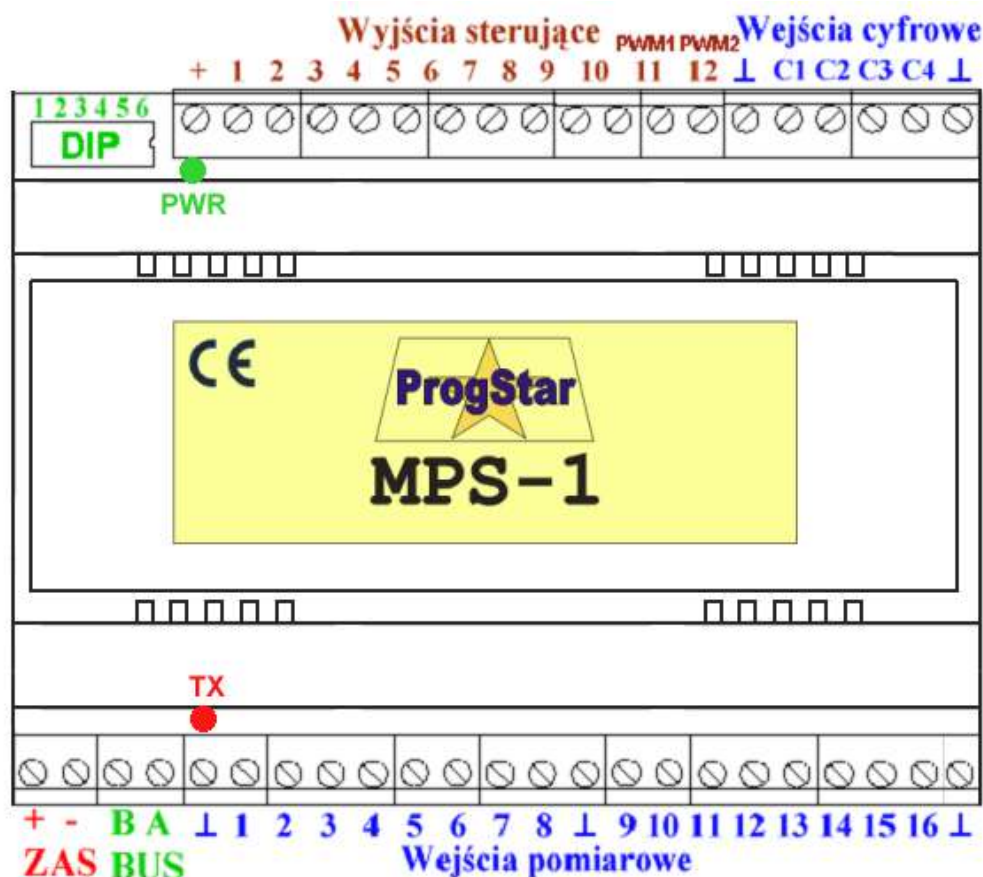 Wyjścia sterujące PWM1 PWM2 Wejścia cyfrowe
+ 1 2 3 4 5 6 7 8 9 10 11 12 ⊥ C1 C2 C3 C4 ⊥
1 2 3 4 5 6
DIP
PWR
CE
ProgStar
MPS-1
TX
+ - B A ⊥ 1 2 3 4 5 6 7 8 ⊥ 9 10 11 12 13 14 15 16 ⊥
ZAS BUS Wejścia pomiarowe